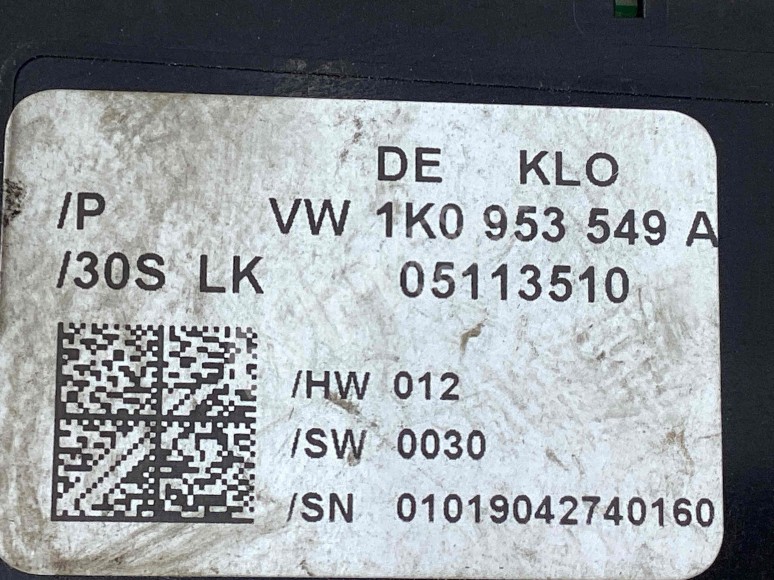 DE KLO
/P VW 1K0 953 549 A
/30S LK 05113510
/HW 012
/SW 0030
/SN 01019042740160